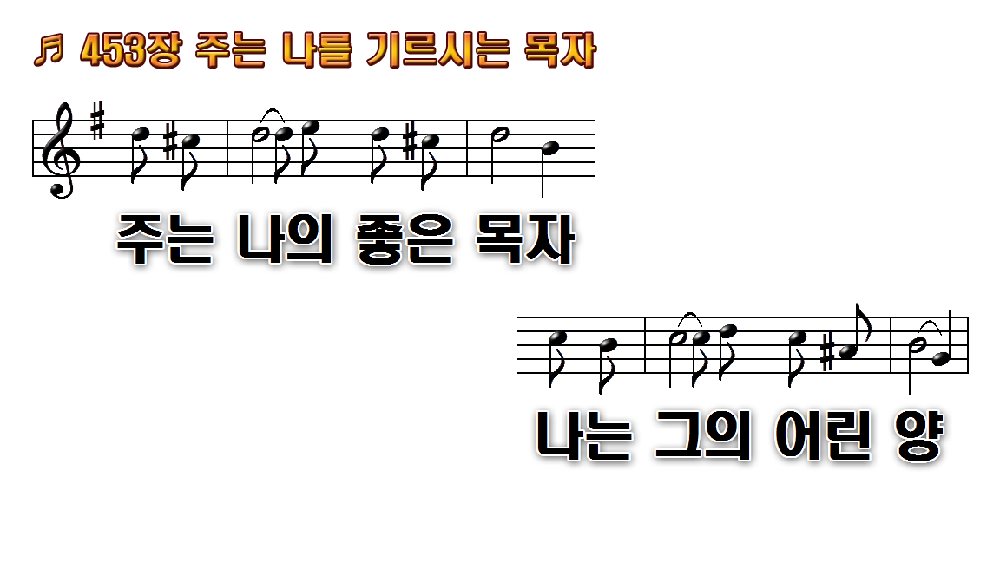 ♬ 453장 주는 나를 기르시는 목자
주는 나의 좋은 목자
나는 그의 어린 양